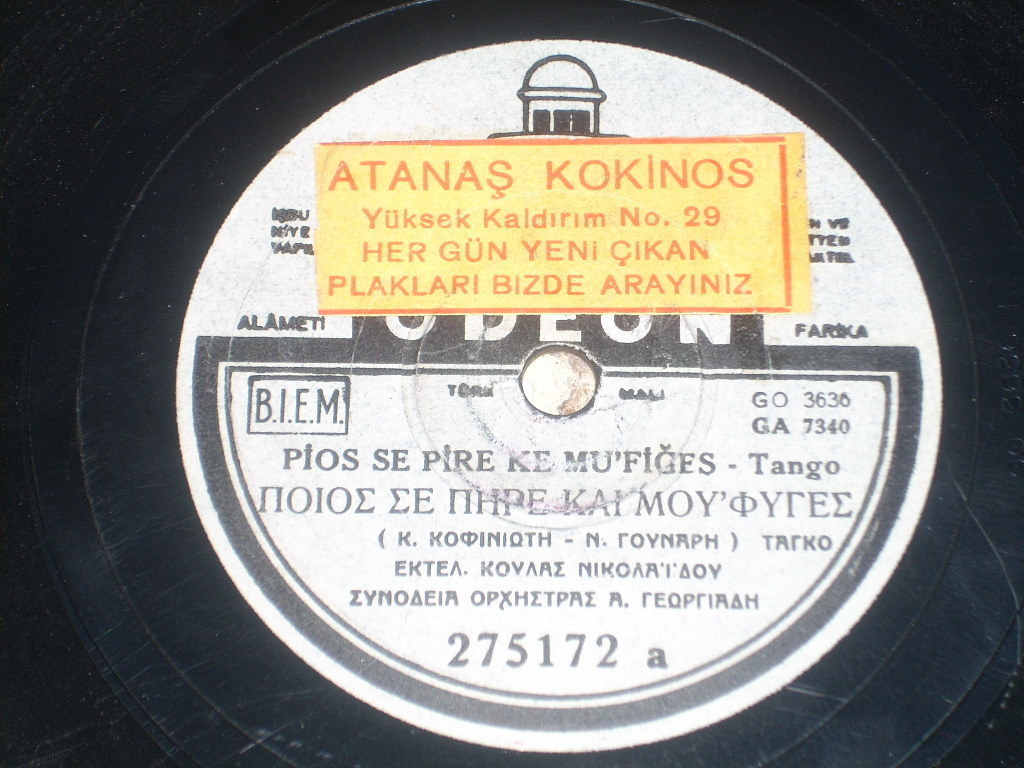 ATANAŞ KOKİNOS
Yüksek Kaldırım No. 29
HER GÜN YENİ ÇIKAN
PLAKLARI BIZDE ARAYINIZ
ALÂMETİ
ODEON
FARİKA
TÜRK MALI
B.I.E.M.
GO 3636
GA 7340
PİOS SE PİRE KE MU'FİĞES - Tango
ΠΟΙΟΣ ΣΕ ΠΗΡΕ ΚΑΙ ΜΟΥ'ΦΥΓΕΣ
( Κ. ΚΟΦΙΝΙΩΤΗ - Ν. ΓΟΥΝΑΡΗ ) ΤΑΓΚΟ
ΕΚΤΕΛ. ΚΟΥΛΑΣ ΝΙΚΟΛΑΪΔΟΥ
ΣΥΝΟΔΕΙΑ ΟΡΧΗΣΤΡΑΣ Α. ΓΕΩΡΓΙΑΔΗ
275172 a